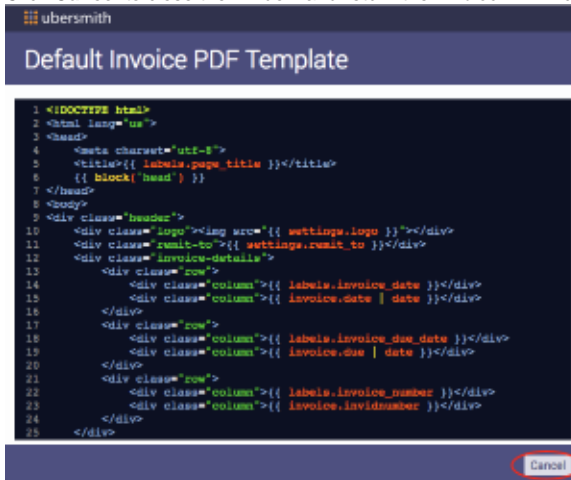 ubersmith
Default Invoice PDF Template
1 <!DOCTYPE html>
2 <html lang="us">
3 <head>
4 <meta charset="utf-8">
5 <title>{{ labels.page_title }}</title>
6 {{ block('head') }}
7 </head>
8 <body>
9 <div class="header">
10 <div class="logo"><img src="{{ settings.logo }}"></div>
11 <div class="remit-to">{{ settings.remit_to }}</div>
12 <div class="invoice-details">
13 <div class="row">
14 <div class="column">{{ labels.invoice_date }}</div>
15 <div class="column">{{ invoice.date | date }}</div>
16 </div>
17 <div class="row">
18 <div class="column">{{ labels.invoice_due_date }}</div>
19 <div class="column">{{ invoice.due | date }}</div>
20 </div>
21 <div class="row">
22 <div class="column">{{ labels.invoice_number }}</div>
23 <div class="column">{{ invoice.invidnumber }}</div>
24 </div>
25 </div>
Cancel